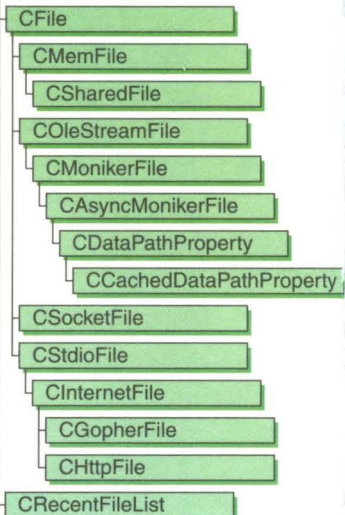 CFile
CMemFile
CSharedFile
COleStreamFile
CMonikerFile
CAsyncMonikerFile
CDataPathProperty
CCachedDataPathProperty
CSocketFile
CStdioFile
CInternetFile
CGopherFile
CHttpFile
CRecentFileList